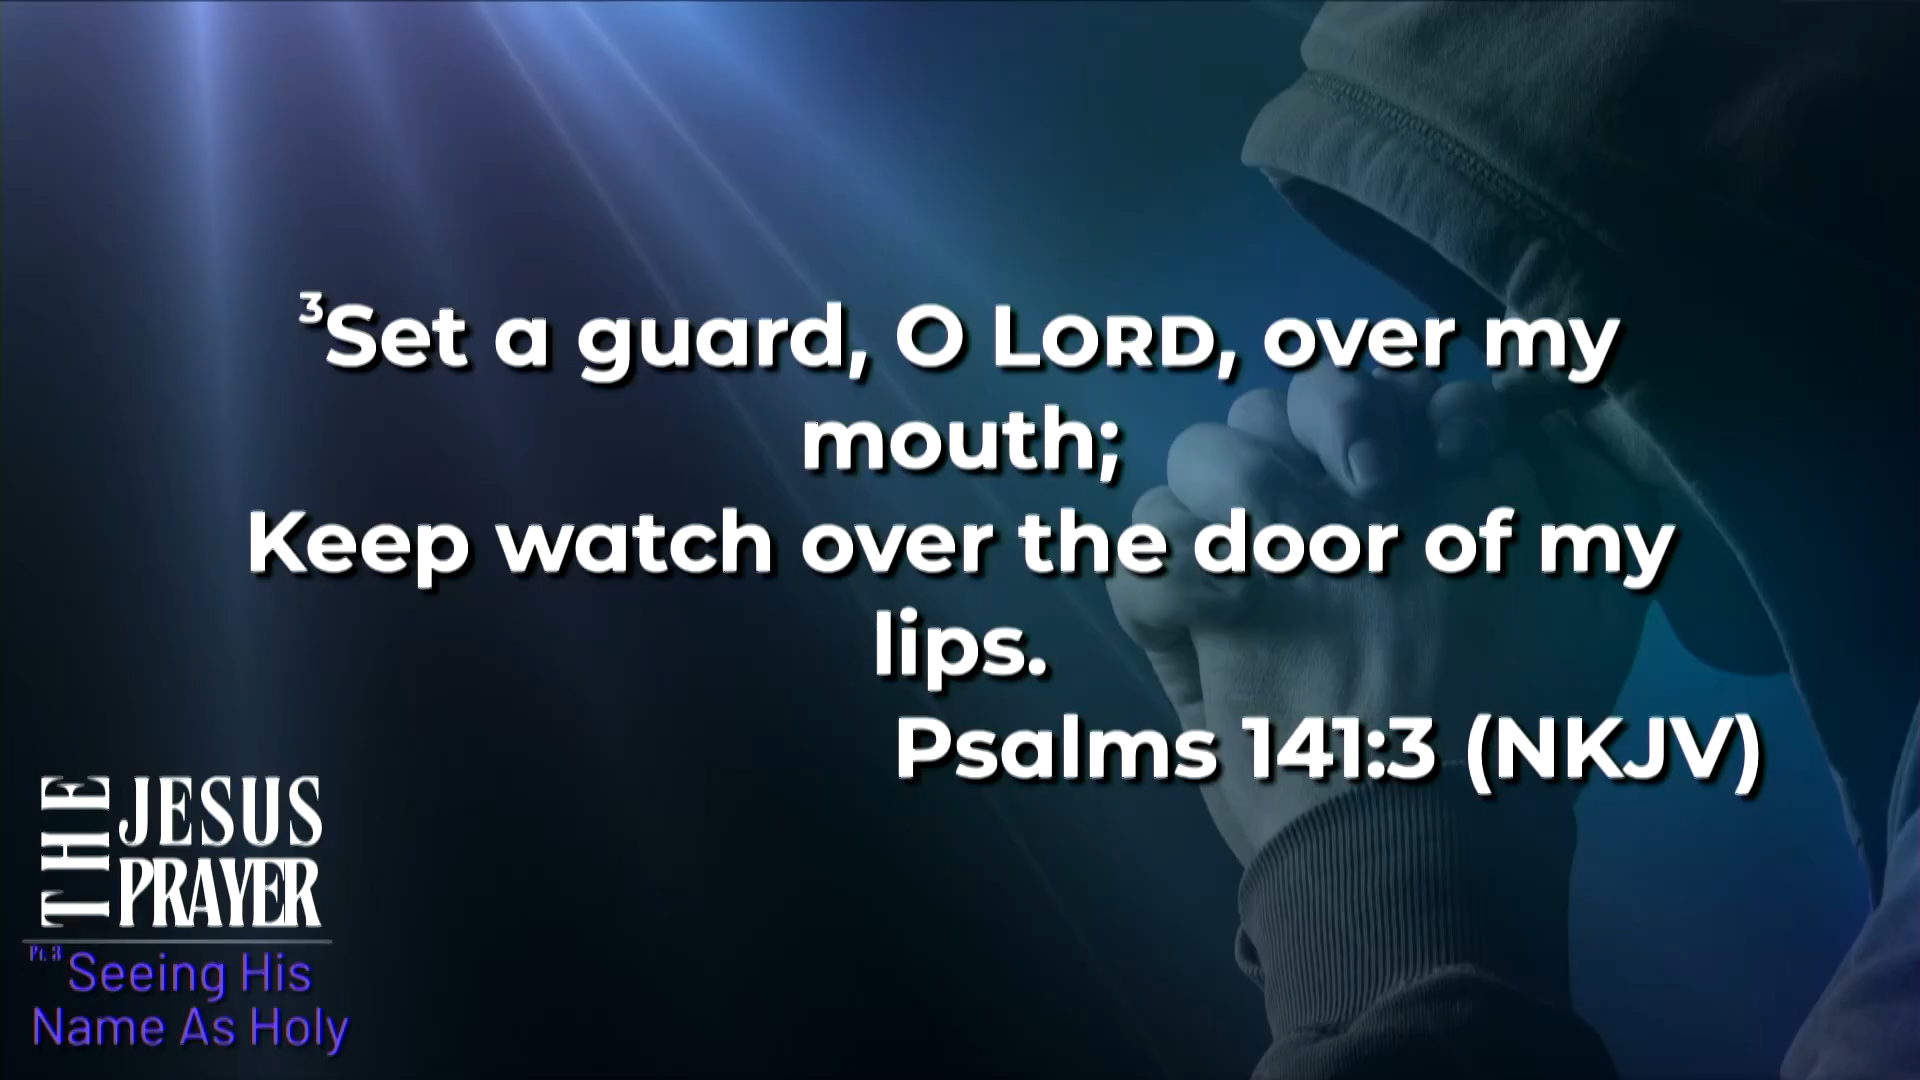 ³Set a guard, O LORD, over my
mouth;
Keep watch over the door of my
lips.
Psalms 141:3 (NKJV)
THE JESUS
PRAYER
Pt. 3 Seeing His
Name As Holy